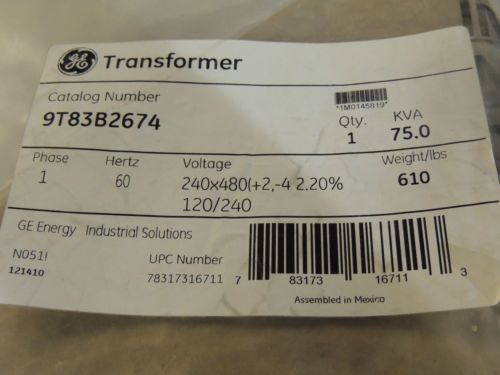 GE Transformer
Catalog Number
9T83B2674
*1M0145819*
Qty.
1
KVA
75.0
Phase
1
Hertz
60
Voltage
240x480(+2,-4 2.20%
120/240
Weight/lbs
610
GE Energy Industrial Solutions
N051!
121410
UPC Number
78317316711
7 83173 16711 3
Assembled in Mexico